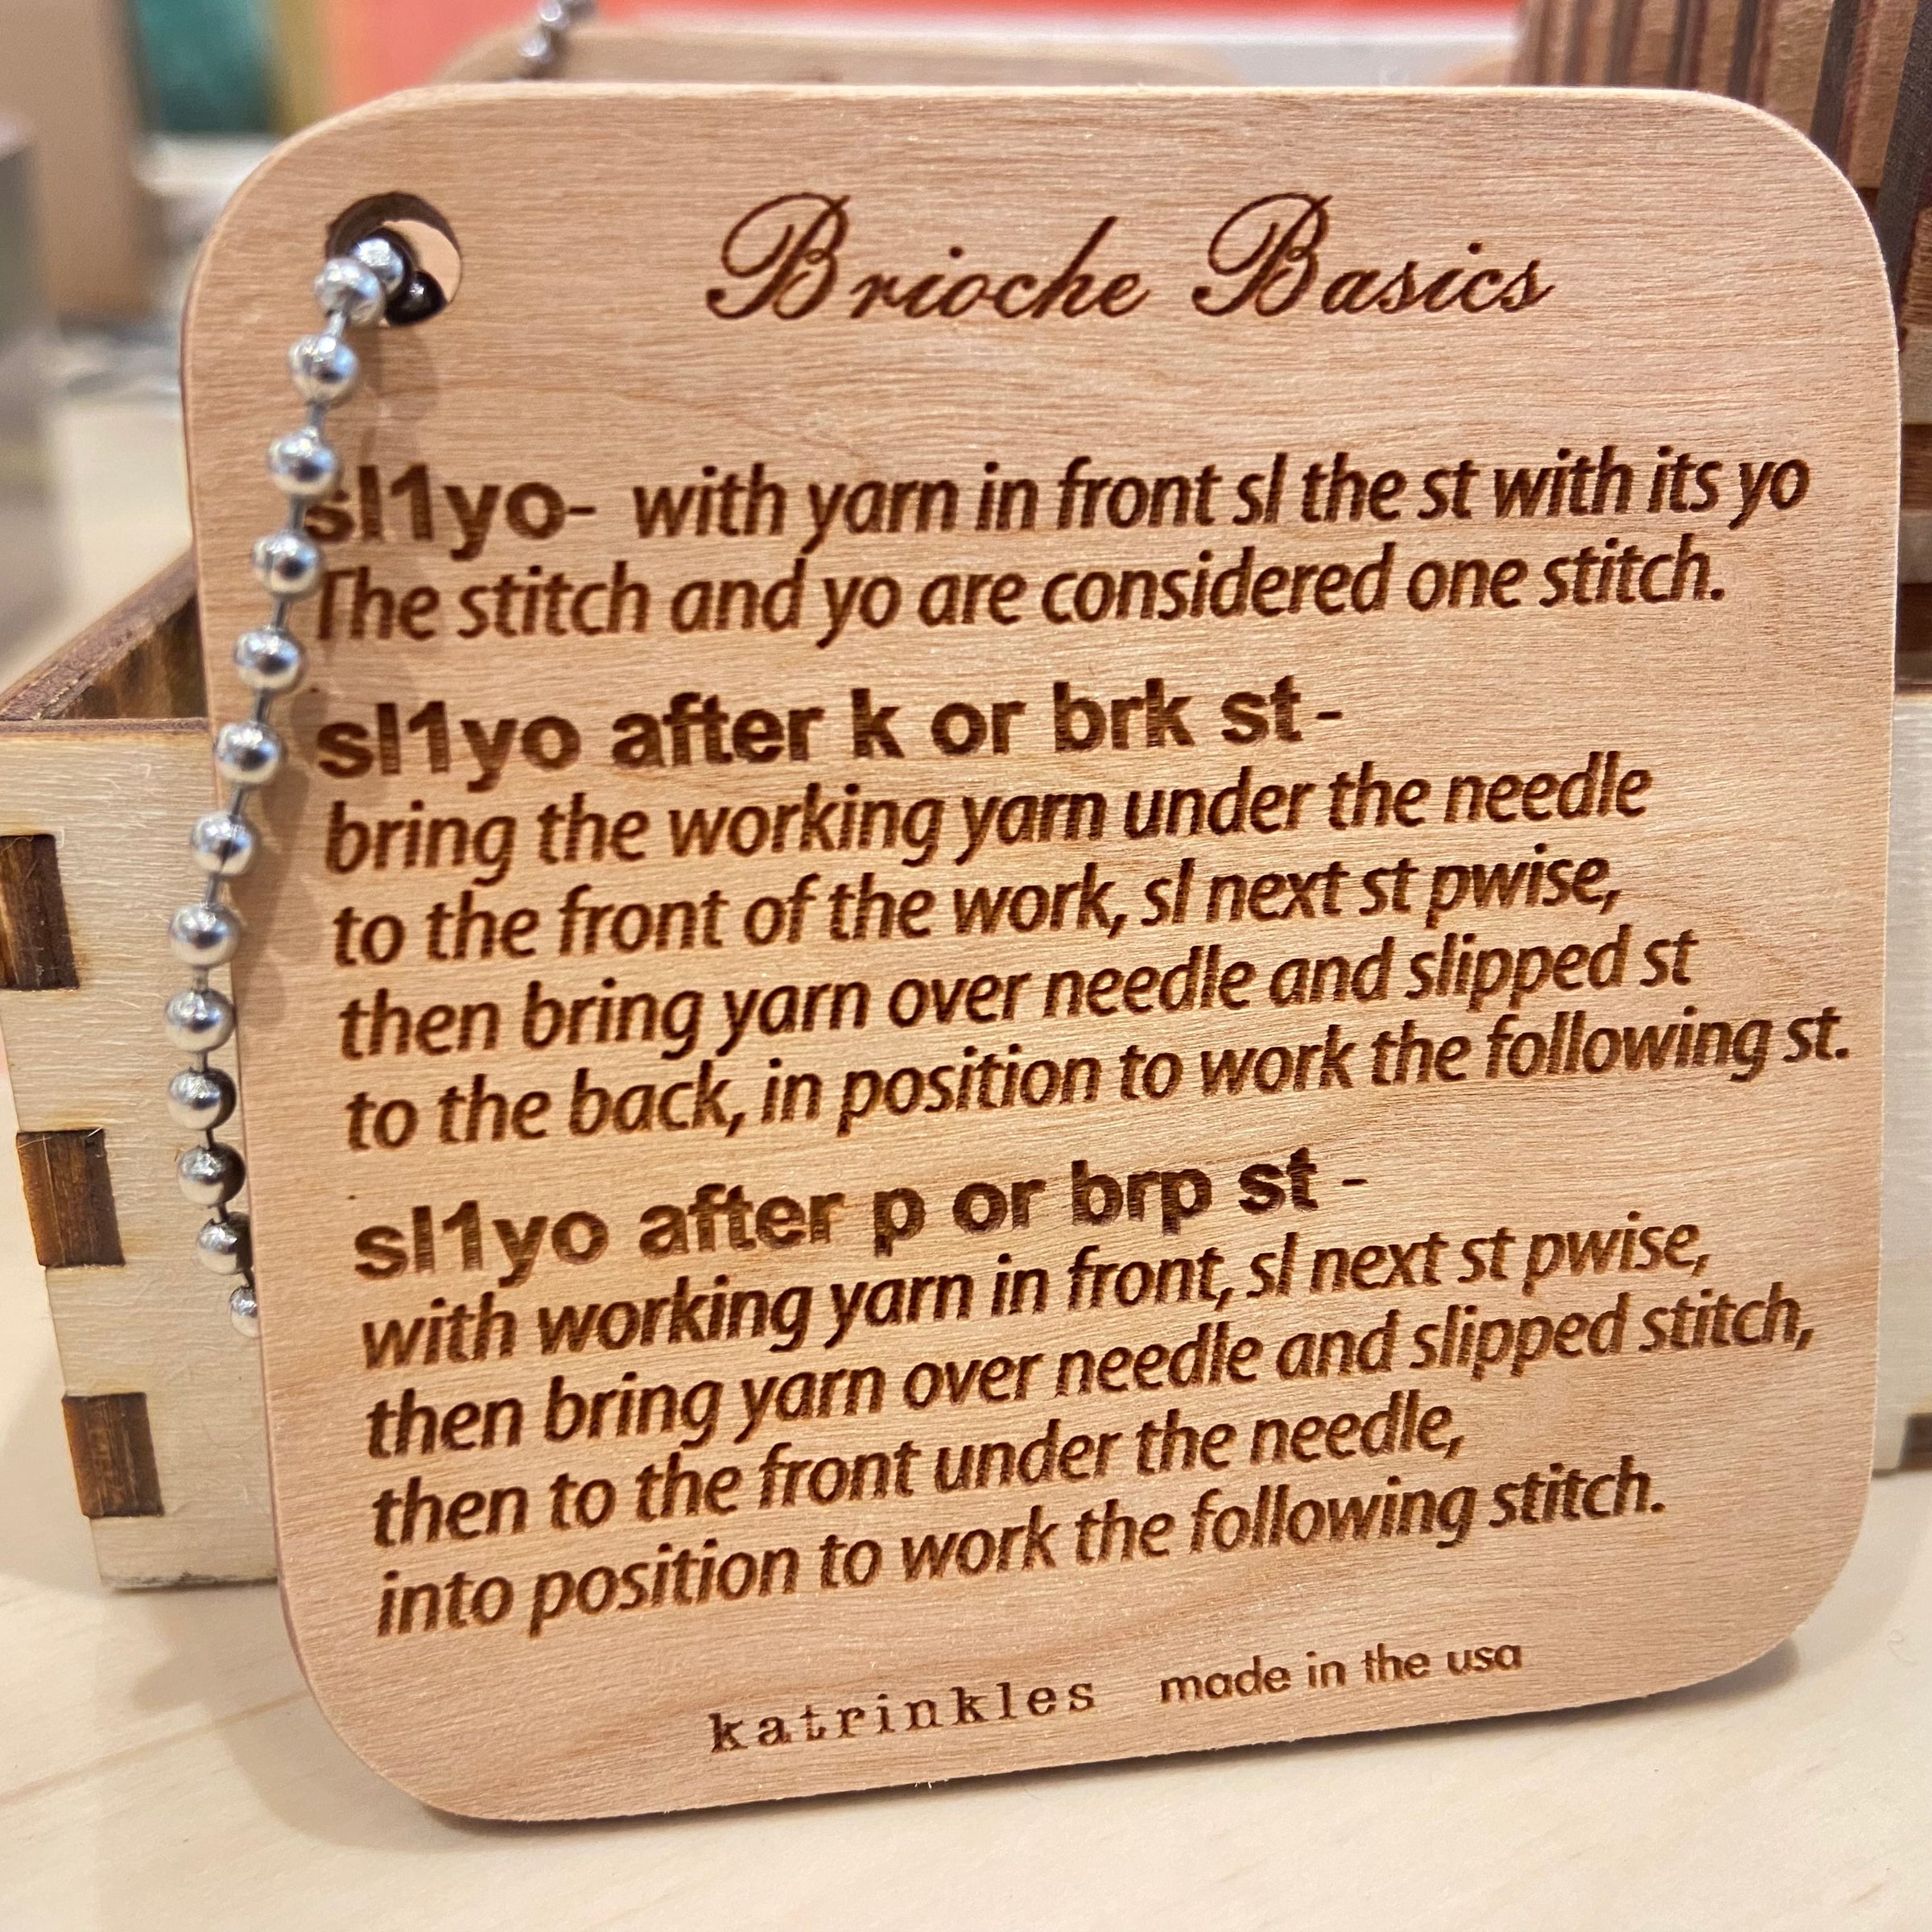 Brioche Basics
sl1yo- with yarn in front sl the st with its yo
The stitch and yo are considered one stitch.
sl1yo after k or brk st-
bring the working yarn under the needle
to the front of the work, sl next st pwise,
then bring yarn over needle and slipped st
to the back, in position to work the following st.
sl1yo after p or brp st -
with working yarn in front, sl next st pwise,
then bring yarn over needle and slipped stitch,
then to the front under the needle,
into position to work the following stitch.
katrinkles made in the usa